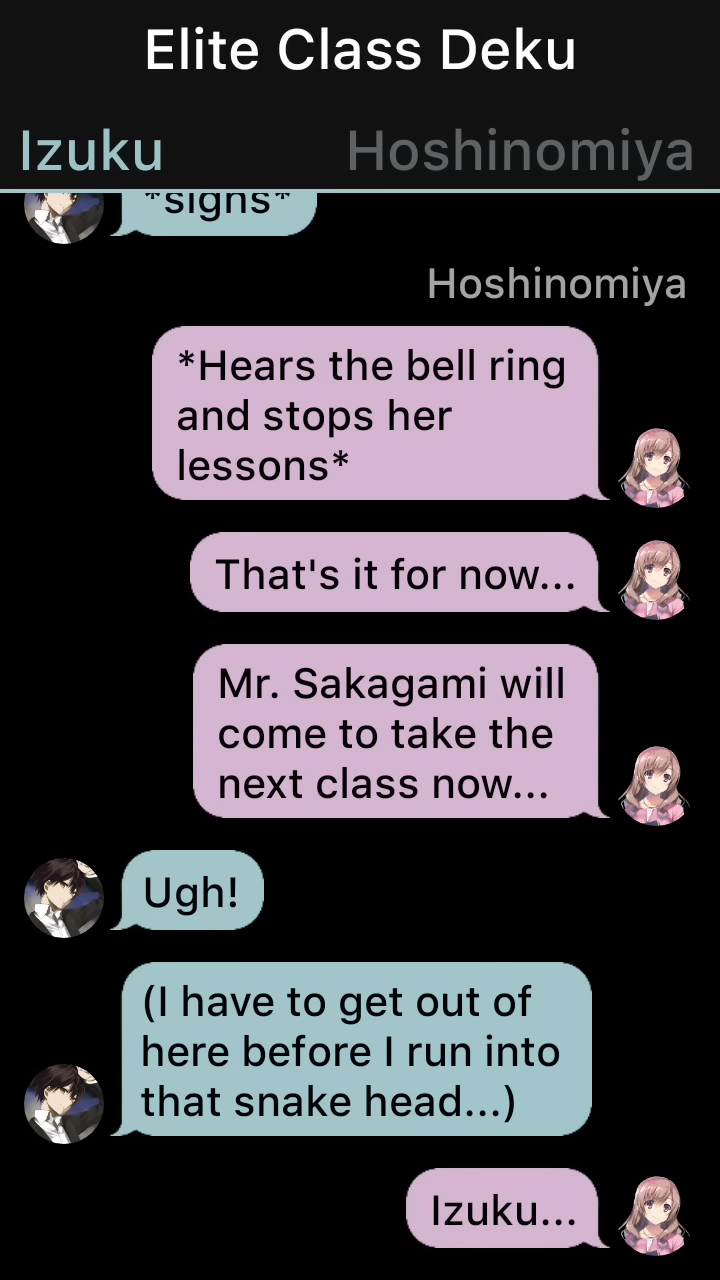 Elite Class Deku
Izuku Hoshinomiya
*sighs*
Hoshinomiya
*Hears the bell ring
and stops her
lessons*
That's it for now...
Mr. Sakagami will
come to take the
next class now...
Ugh!
(I have to get out of
here before I run into
that snake head...)
Izuku...